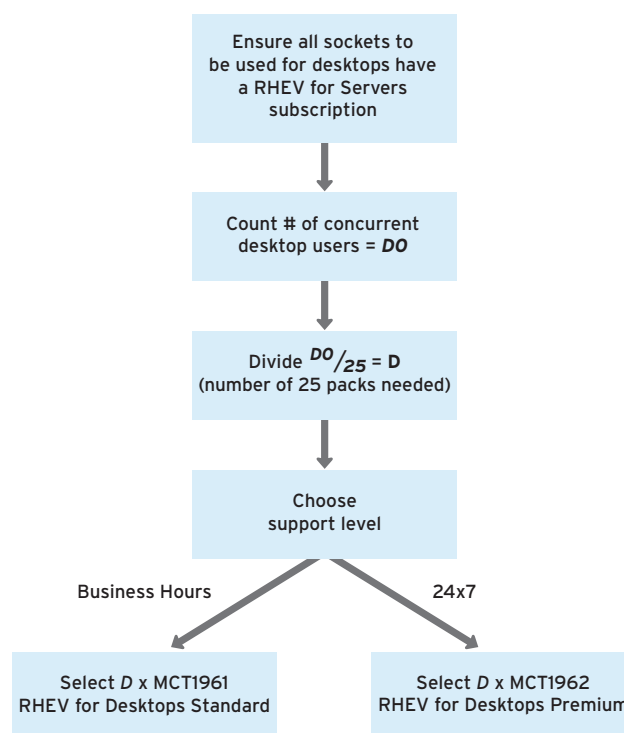 Ensure all sockets to
be used for desktops have
a RHEV for Servers
subscription
Count # of concurrent
desktop users = DO
Divide DO/25 = D
(number of 25 packs needed)
Choose
support level
Business Hours
24x7
Select D x MCT1961
RHEV for Desktops Standard
Select D x MCT1962
RHEV for Desktops Premium